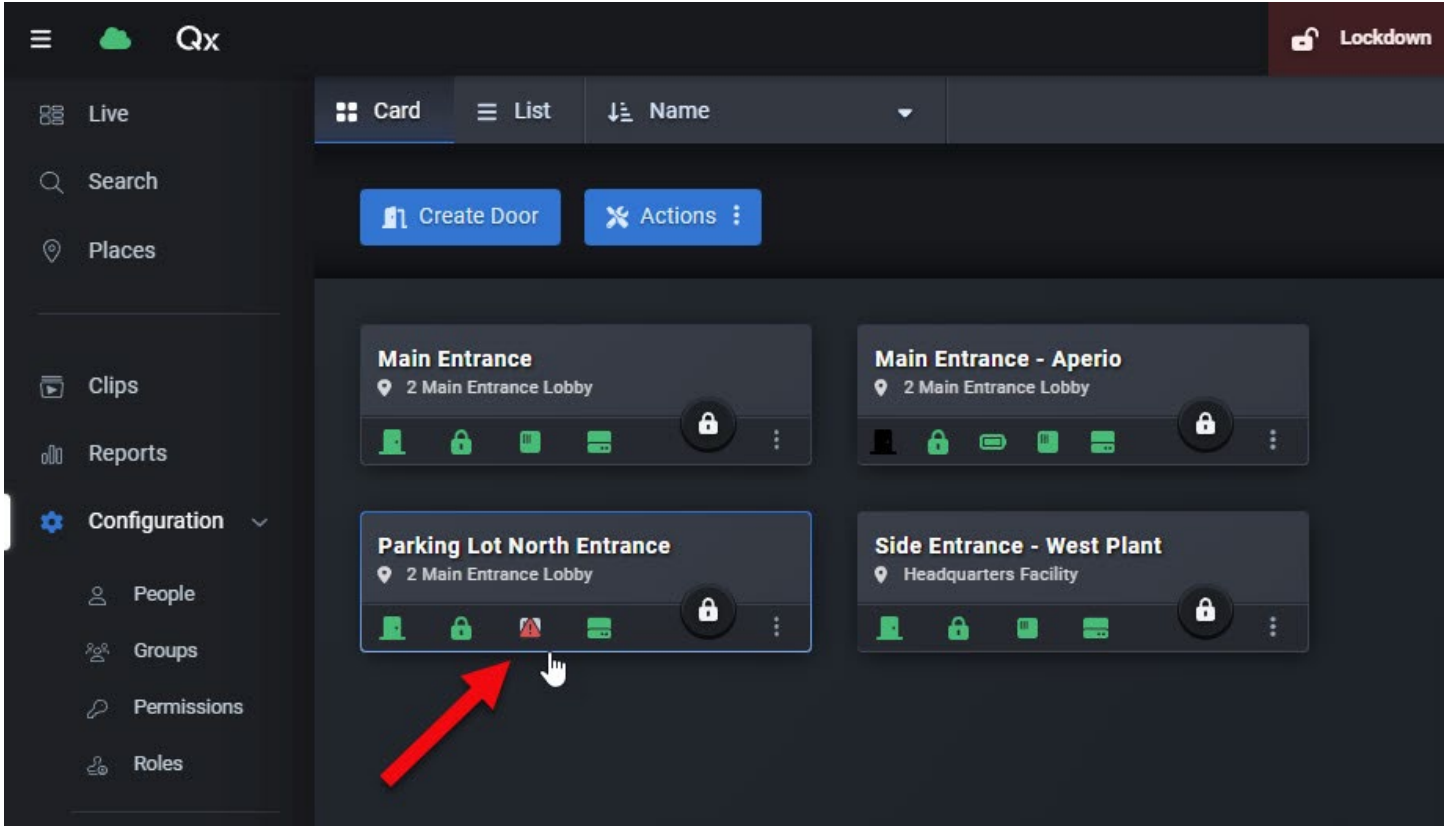 Qx
Lockdown
Live
Search
Places
Clips
Reports
Configuration
People
Groups
Permissions
Roles
Card
List
Name
Create Door
Actions
Main Entrance
2 Main Entrance Lobby
Main Entrance - Aperio
2 Main Entrance Lobby
Parking Lot North Entrance
2 Main Entrance Lobby
Side Entrance - West Plant
Headquarters Facility